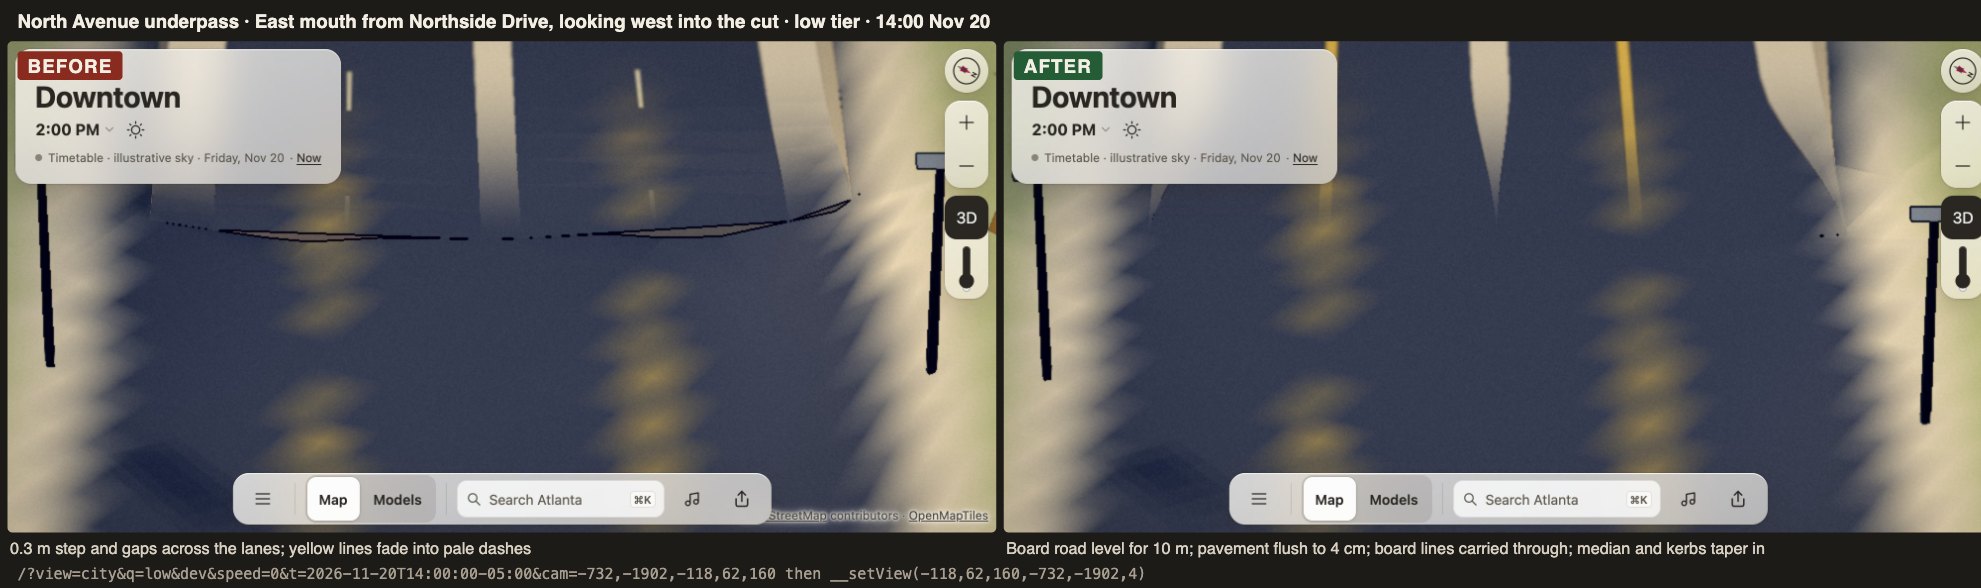 North Avenue underpass · East mouth from Northside Drive, looking west into the cut · low tier · 14:00 Nov 20
BEFORE
Downtown
2:00 PM
Timetable · illustrative sky · Friday, Nov 20 · Now
+
−
3D
Map Models Search Atlanta ⌘K
StreetMap contributors · OpenMapTiles
0.3 m step and gaps across the lanes; yellow lines fade into pale dashes
AFTER
Downtown
2:00 PM
Timetable · illustrative sky · Friday, Nov 20 · Now
+
−
3D
Map Models Search Atlanta ⌘K
Board road level for 10 m; pavement flush to 4 cm; board lines carried through; median and kerbs taper in
/?view=city&q=low&dev&speed=0&t=2026-11-20T14:00:00-05:00&cam=-732,-1902,-118,62,160 then __setView(-118,62,160,-732,-1902,4)